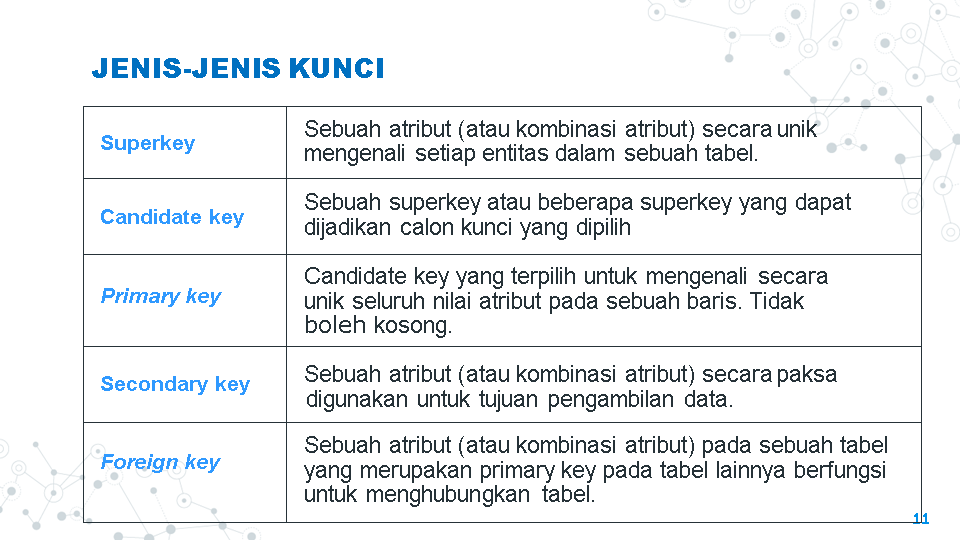 JENIS-JENIS KUNCI
Superkey
Sebuah atribut (atau kombinasi atribut) secara unik
mengenali setiap entitas dalam sebuah tabel.
Candidate key
Sebuah superkey atau beberapa superkey yang dapat
dijadikan calon kunci yang dipilih
Primary key
Candidate key yang terpilih untuk mengenali secara
unik seluruh nilai atribut pada sebuah baris. Tidak
boleh kosong.
Secondary key
Sebuah atribut (atau kombinasi atribut) secara paksa
digunakan untuk tujuan pengambilan data.
Foreign key
Sebuah atribut (atau kombinasi atribut) pada sebuah tabel
yang merupakan primary key pada tabel lainnya berfungsi
untuk menghubungkan tabel.
11